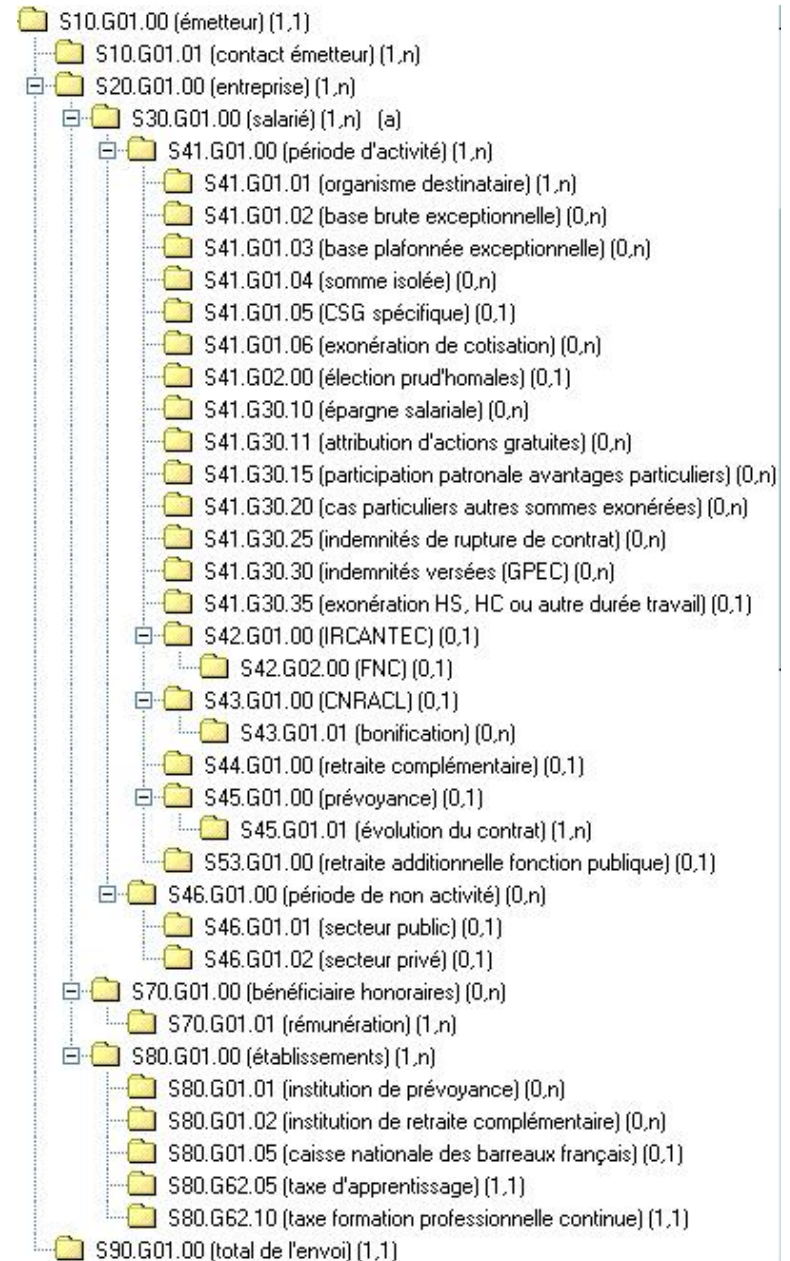 S10.G01.00 (émetteur) (1,1)
S10.G01.01 (contact émetteur) (1,n)
S20.G01.00 (entreprise) (1,n)
S30.G01.00 (salarié) (1,n) (a)
S41.G01.00 (période d'activité) (1,n)
S41.G01.01 (organisme destinataire) (1,n)
S41.G01.02 (base brute exceptionnelle) (0,n)
S41.G01.03 (base plafonnée exceptionnelle) (0,n)
S41.G01.04 (somme isolée) (0,n)
S41.G01.05 (CSG spécifique) (0,1)
S41.G01.06 (exonération de cotisation) (0,n)
S41.G02.00 (élection prud'homales) (0,1)
S41.G30.10 (épargne salariale) (0,n)
S41.G30.11 (attribution d'actions gratuites) (0,n)
S41.G30.15 (participation patronale avantages particuliers) (0,n)
S41.G30.20 (cas particuliers autres sommes exonérées) (0,n)
S41.G30.25 (indemnités de rupture de contrat) (0,n)
S41.G30.30 (indemnités versées (GPEC) (0,n)
S41.G30.35 (exonération HS, HC ou autre durée travail) (0,1)
S42.G01.00 (IRCANTEC) (0,1)
S42.G02.00 (FNC) (0,1)
S43.G01.00 (CNRACL) (0,1)
S43.G01.01 (bonification) (0,n)
S44.G01.00 (retraite complémentaire) (0,1)
S45.G01.00 (prévoyance) (0,1)
S45.G01.01 (évolution du contrat) (1,n)
S53.G01.00 (retraite additionnelle fonction publique) (0,1)
S46.G01.00 (période de non activité) (0,n)
S46.G01.01 (secteur public) (0,1)
S46.G01.02 (secteur privé) (0,1)
S70.G01.00 (bénéficiaire honoraires) (0,n)
S70.G01.01 (rémunération) (1,n)
S80.G01.00 (établissements) (1,n)
S80.G01.01 (institution de prévoyance) (0,n)
S80.G01.02 (institution de retraite complémentaire) (0,n)
S80.G01.05 (caisse nationale des barreaux français) (0,1)
S80.G62.05 (taxe d'apprentissage) (1,1)
S80.G62.10 (taxe formation professionnelle continue) (1,1)
S90.G01.00 (total de l'envoi) (1,1)